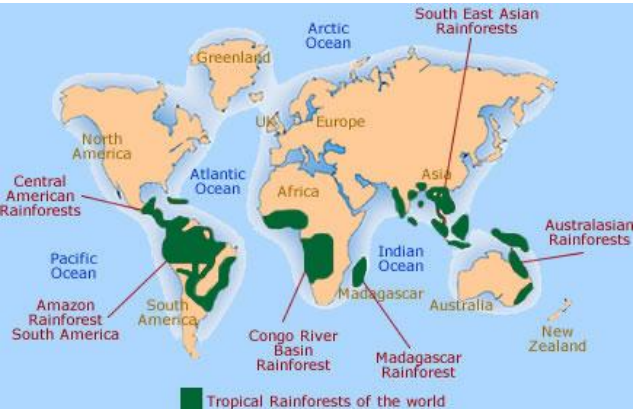 South East Asian
Rainforests
Arctic
Ocean
Greenland
UK
Europe
North
America
Asia
Atlantic
Ocean
Africa
Central
American
Rainforests
Australasian
Rainforests
Pacific
Ocean
Indian
Ocean
Madagascar
Australia
Amazon
Rainforest
South America
South
America
Congo River
Basin
Rainforest
Madagascar
Rainforest
New
Zealand
Tropical Rainforests of the world